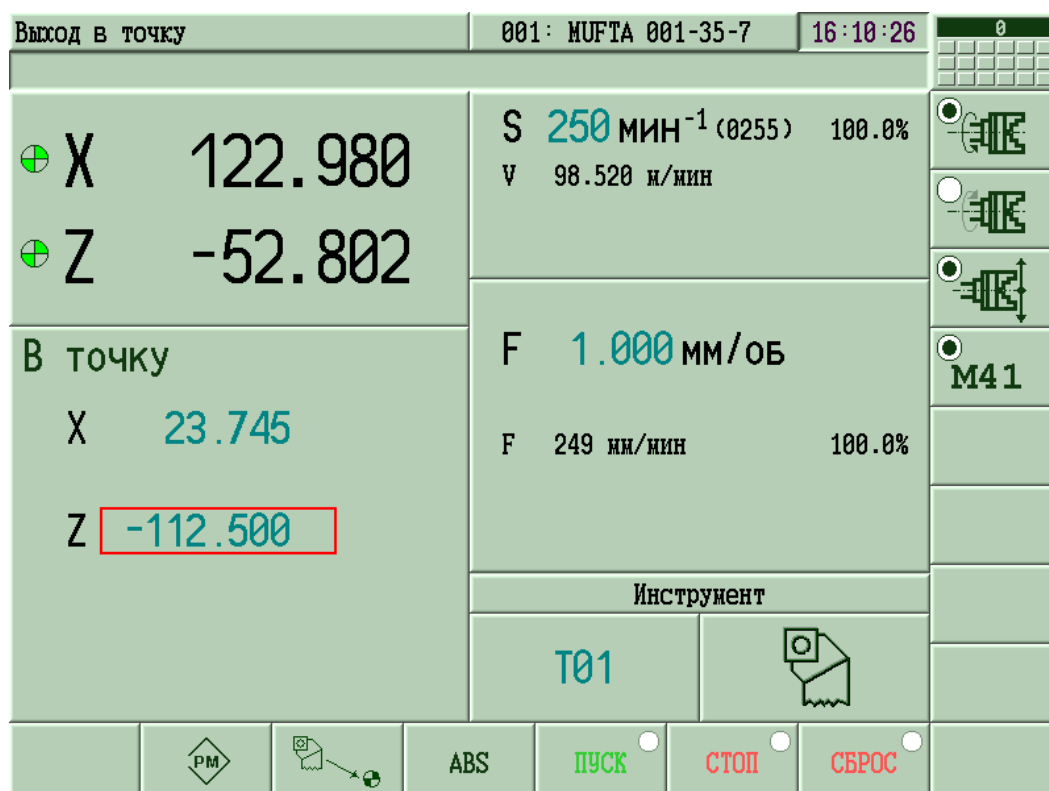 Выход в точку
001: MUFTA 001-35-7
16:10:26
0
X 122.980
Z -52.802
S 250 мин⁻¹ (0255) 100.0%
V 98.520 м/мин
В точку
X 23.745
Z -112.500
F 1.000 мм/об
F 249 мм/мин 100.0%
M41
Инструмент
T01
PM
ABS
ПУСК
СТОП
СБРОС